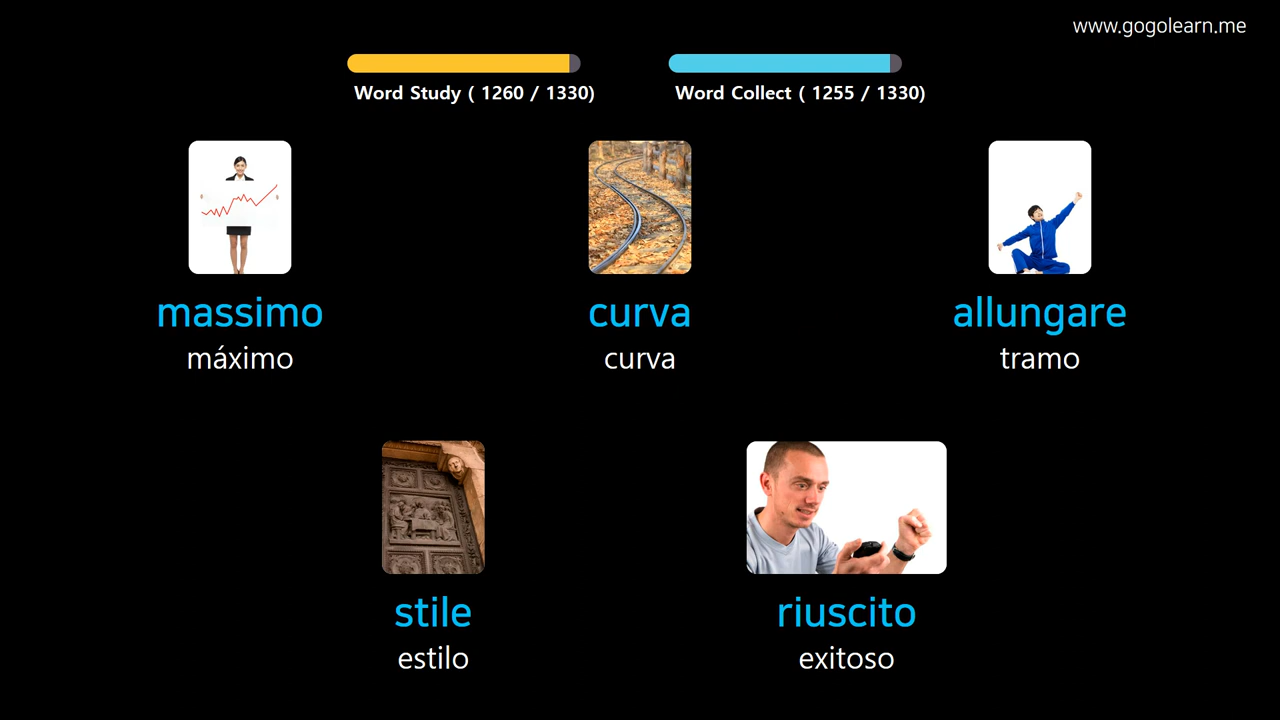 www.gogolearn.me
Word Study ( 1260 / 1330)
Word Collect ( 1255 / 1330)
massimo
máximo
curva
curva
allungare
tramo
stile
estilo
riuscito
exitoso